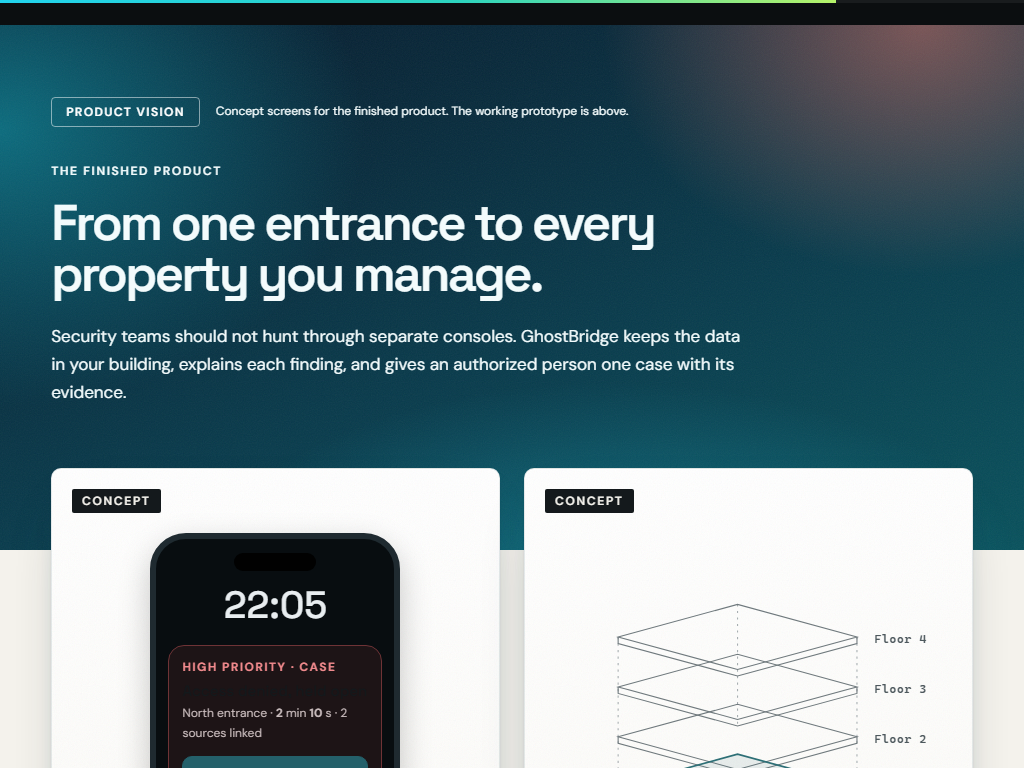 PRODUCT VISION
Concept screens for the finished product. The working prototype is above.
THE FINISHED PRODUCT
From one entrance to every
property you manage.
Security teams should not hunt through separate consoles. GhostBridge keeps the data
in your building, explains each finding, and gives an authorized person one case with its
evidence.
CONCEPT
22:05
HIGH PRIORITY · CASE
North entrance · 2 min 10 s · 2
sources linked
CONCEPT
Floor 4
Floor 3
Floor 2